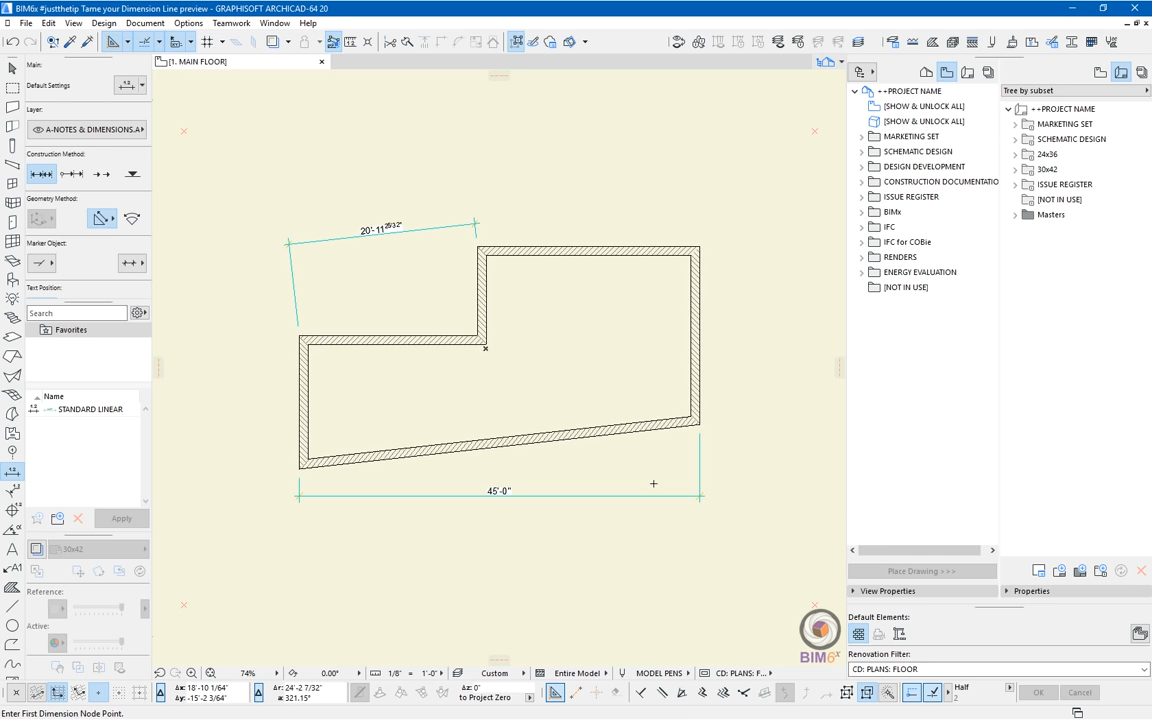 BIM6x #justthetip Tame your Dimension Line preview - GRAPHISOFT ARCHICAD-64 20
File Edit View Design Document Options Teamwork Window Help
[1. MAIN FLOOR]
Main:
Default Settings
Layer:
A-NOTES & DIMENSIONS.A
Construction Method:
Geometry Method:
Marker Object:
Text Position:
Search
Favorites
Name
STANDARD LINEAR
Apply
30x42
Reference:
Active:
20'-11 25/32"
45'-0"
BIM6x
++PROJECT NAME
[SHOW & UNLOCK ALL]
[SHOW & UNLOCK ALL]
MARKETING SET
SCHEMATIC DESIGN
DESIGN DEVELOPMENT
CONSTRUCTION DOCUMENTATIO
ISSUE REGISTER
BIMx
IFC
IFC for COBie
RENDERS
ENERGY EVALUATION
[NOT IN USE]
Place Drawing >>>
View Properties
Tree by subset
++PROJECT NAME
MARKETING SET
SCHEMATIC DESIGN
24x36
30x42
ISSUE REGISTER
[NOT IN USE]
Masters
Properties
Default Elements:
Renovation Filter:
CD: PLANS: FLOOR
74% 0.00° 1/8" = 1'-0" Custom Entire Model MODEL PENS CD: PLANS: F...
Δx: 18'-10 1/64" Δr: 24'-2 7/32" Δz: 0" Half
Δy: -15'-2 3/64" a: 321.15° to Project Zero 2
OK Cancel
Enter First Dimension Node Point.